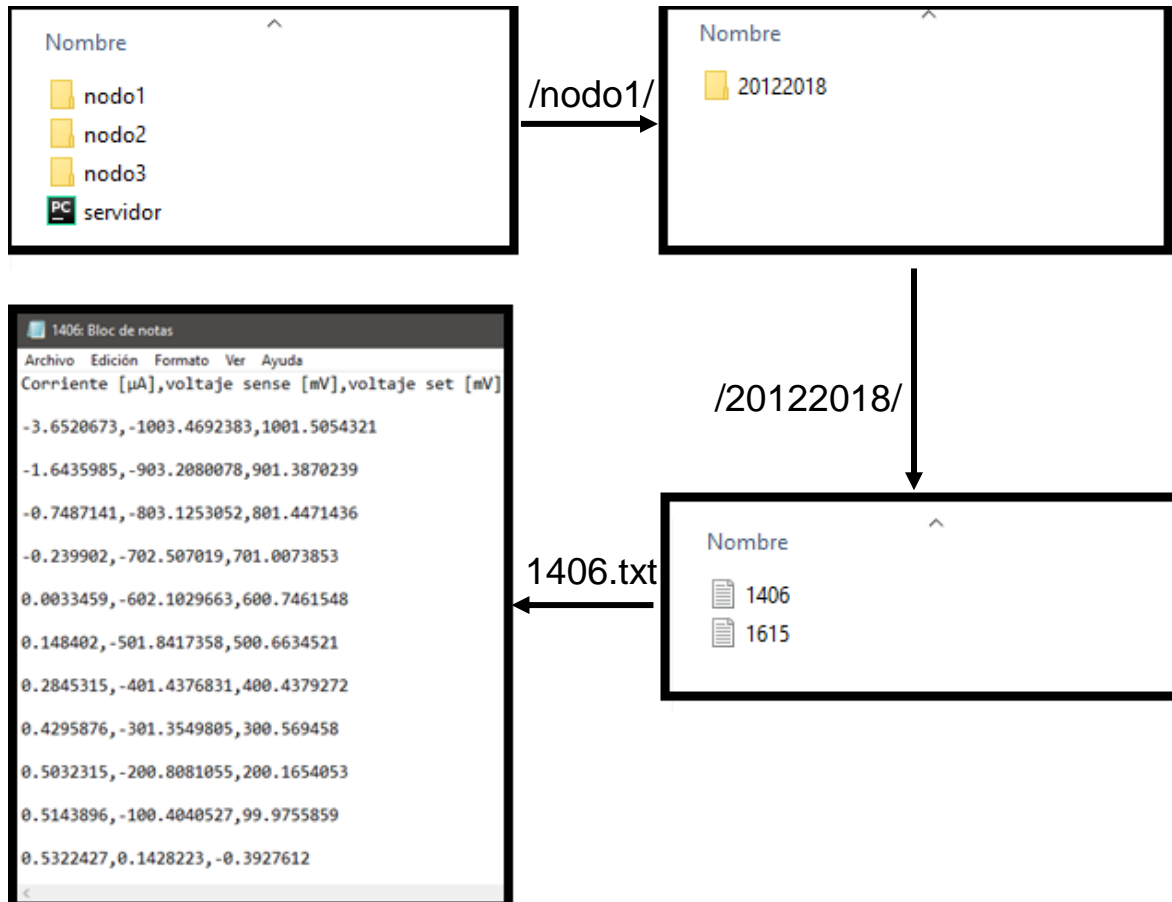 Nombre
nodo1
nodo2
nodo3
PC servidor
/nodo1/
Nombre
20122018
/20122018/
Nombre
1406
1615
1406.txt
1406: Bloc de notas
Archivo Edición Formato Ver Ayuda
Corriente [μA],voltaje sense [mV],voltaje set [mV]
-3.6520673,-1003.4692383,1001.5054321
-1.6435985,-903.2080078,901.3870239
-0.7487141,-803.1253052,801.4471436
-0.239902,-702.507019,701.0073853
0.0033459,-602.1029663,600.7461548
0.148402,-501.8417358,500.6634521
0.2845315,-401.4376831,400.4379272
0.4295876,-301.3549805,300.569458
0.5032315,-200.8081055,200.1654053
0.5143896,-100.4040527,99.9755859
0.5322427,0.1428223,-0.3927612